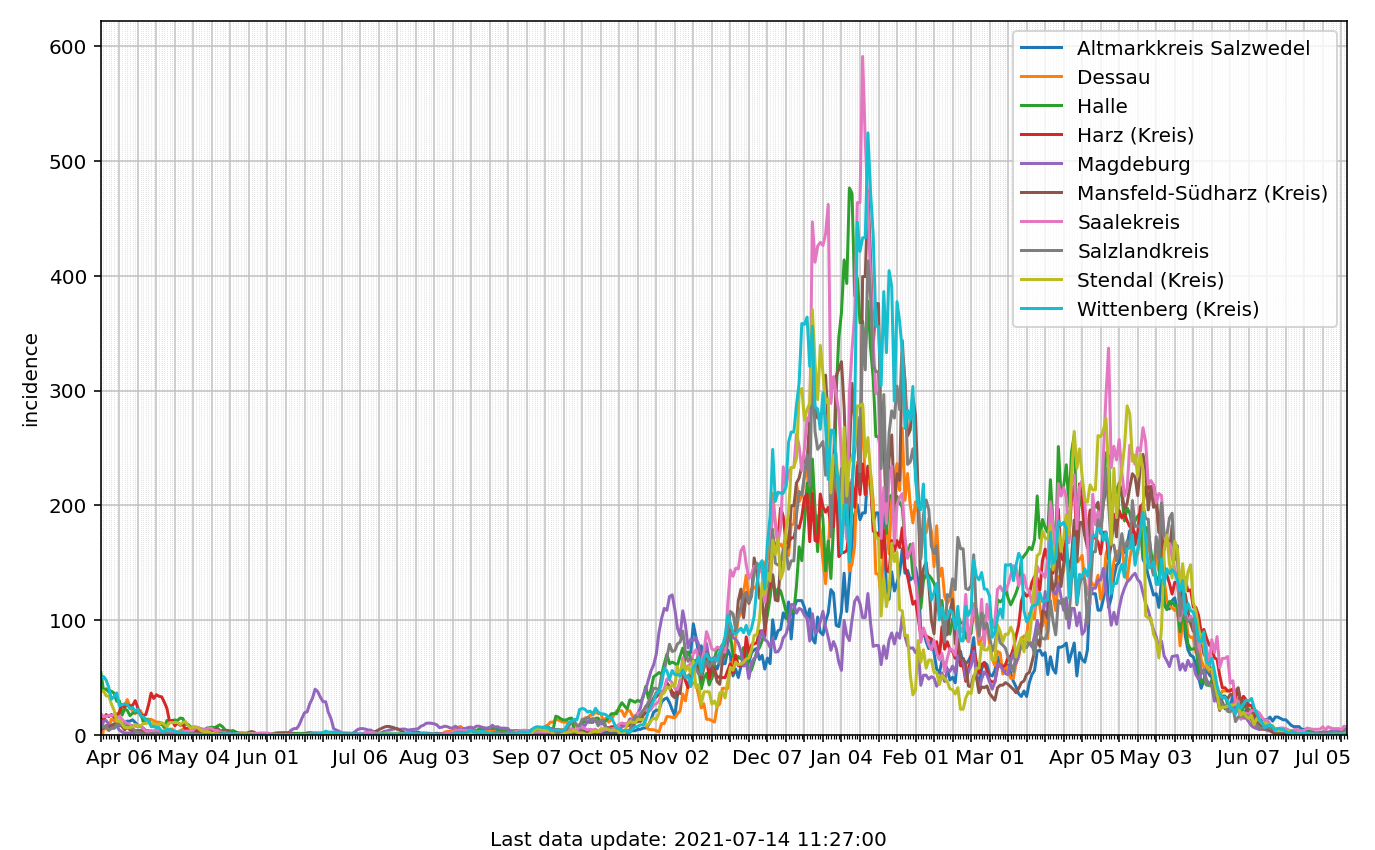 600
500
400
300
200
100
0
incidence
Altmarkkreis Salzwedel
Dessau
Halle
Harz (Kreis)
Magdeburg
Mansfeld-Südharz (Kreis)
Saalekreis
Salzlandkreis
Stendal (Kreis)
Wittenberg (Kreis)
Apr 06 May 04 Jun 01 Jul 06 Aug 03 Sep 07 Oct 05 Nov 02 Dec 07 Jan 04 Feb 01 Mar 01 Apr 05 May 03 Jun 07 Jul 05
Last data update: 2021-07-14 11:27:00